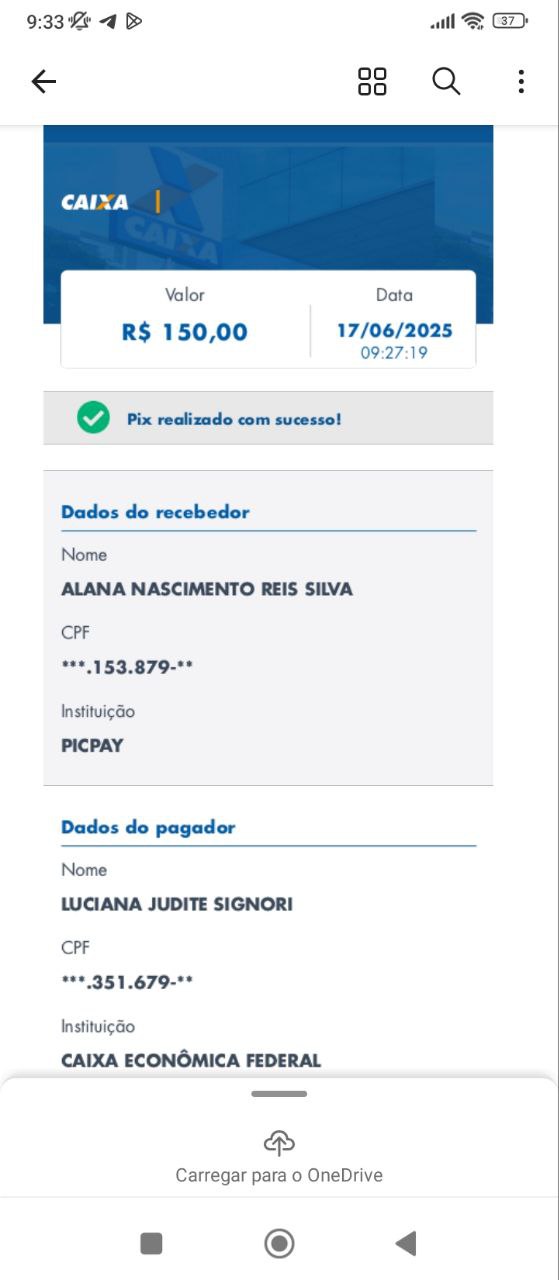 9:33
37
CAIXA
CAIXA
Valor
Data
R$ 150,00
17/06/2025
09:27:19
Pix realizado com sucesso!
Dados do recebedor
Nome
ALANA NASCIMENTO REIS SILVA
CPF
***.153.879-**
Instituição
PICPAY
Dados do pagador
Nome
LUCIANA JUDITE SIGNORI
CPF
***.351.679-**
Instituição
CAIXA ECONÔMICA FEDERAL
Carregar para o OneDrive